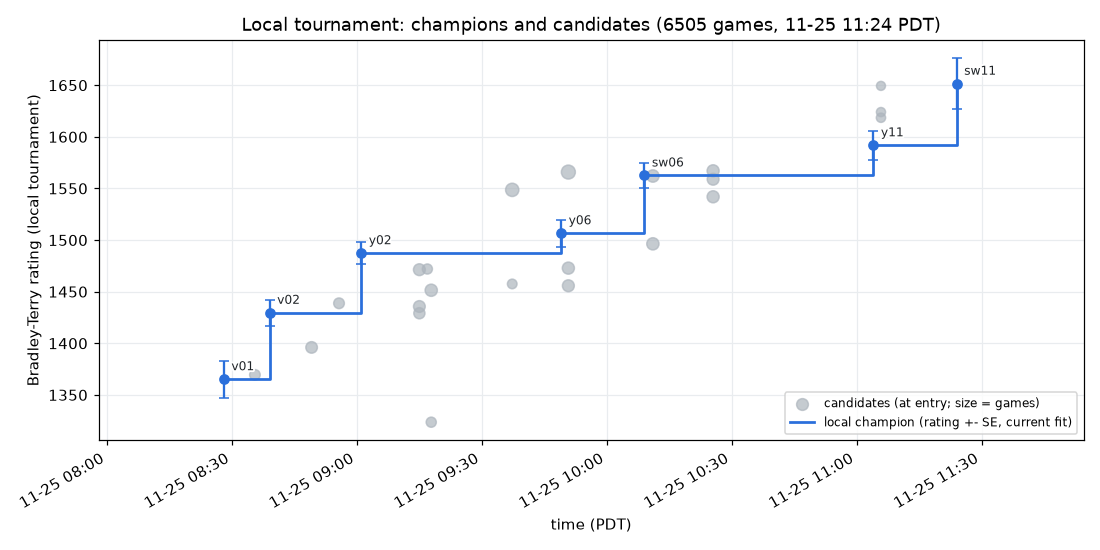 Local tournament: champions and candidates (6505 games, 11-25 11:24 PDT)
Bradley-Terry rating (local tournament)
1650
1600
1550
1500
1450
1400
1350
sw11
y11
sw06
y06
y02
v02
v01
candidates (at entry; size = games)
local champion (rating +- SE, current fit)
11-25 08:00
11-25 08:30
11-25 09:00
11-25 09:30
11-25 10:00
11-25 10:30
11-25 11:00
11-25 11:30
time (PDT)